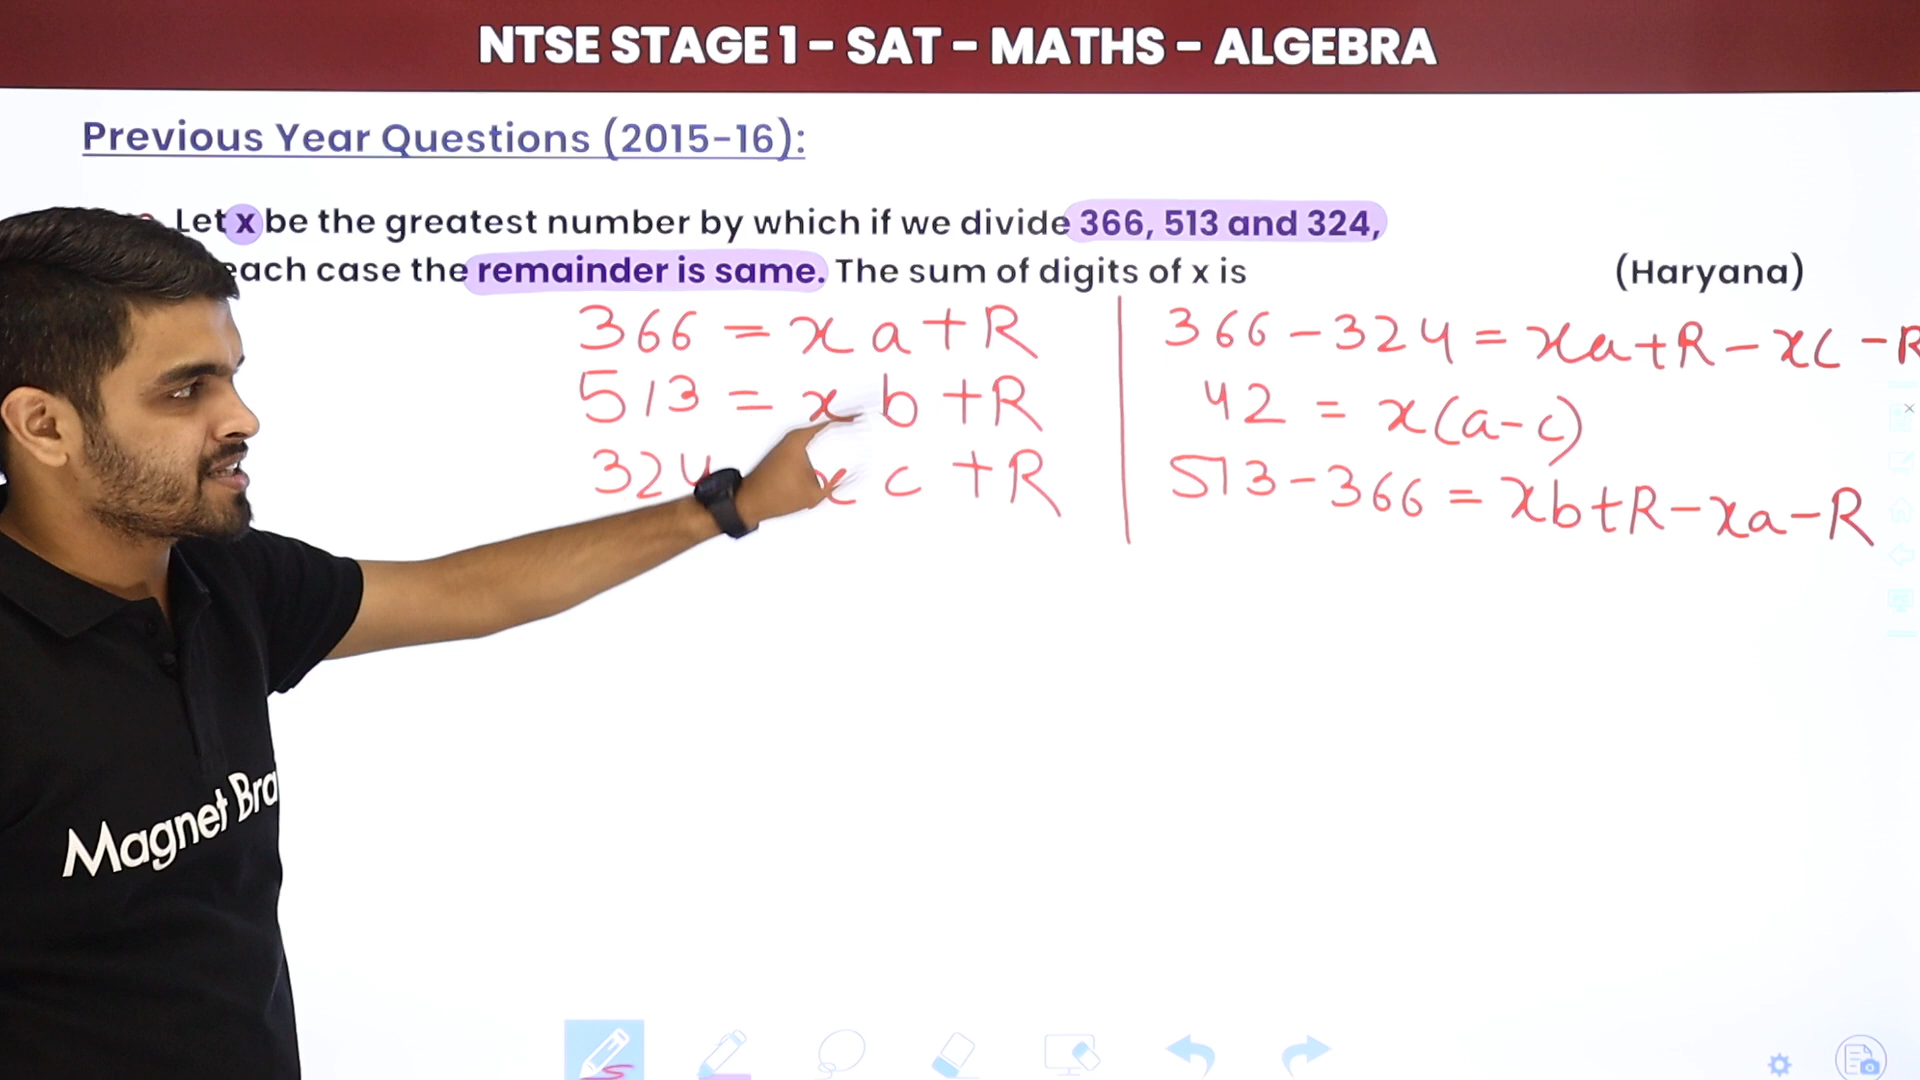 NTSE STAGE 1 - SAT - MATHS - ALGEBRA
Previous Year Questions (2015-16):
Let x be the greatest number by which if we divide 366, 513 and 324,
each case the remainder is same. The sum of digits of x is (Haryana)
366 = xa+R
513 = xb+R
324 xc+R
366-324 = xa+R-xc-R
42 = x(a-c)
513-366 = xb+R-xa-R
Magnet Bra